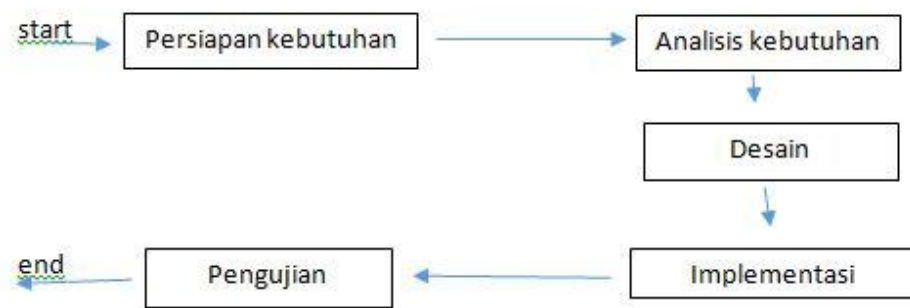 start
Persiapan kebutuhan
Analisis kebutuhan
Desain
Implementasi
Pengujian
end